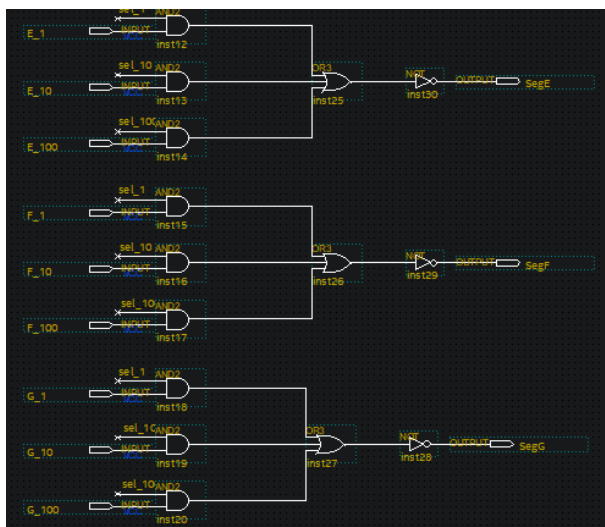 sel_1 AND2
E_1 INPUT
VCC
inst12
sel_10 AND2
E_10 INPUT
VCC
inst13
sel_100 AND2
E_100 INPUT
VCC
inst14
OR3
inst25
NOT
inst30
OUTPUT SegE
sel_1 AND2
F_1 INPUT
VCC
inst15
sel_10 AND2
F_10 INPUT
VCC
inst16
sel_10 AND2
F_100 INPUT
VCC
inst17
OR3
inst26
NOT
inst29
OUTPUT SegF
sel_1 AND2
G_1 INPUT
VCC
inst18
sel_10 AND2
G_10 INPUT
VCC
inst19
sel_10 AND2
G_100 INPUT
VCC
inst20
OR3
inst27
NOT
inst28
OUTPUT SegG